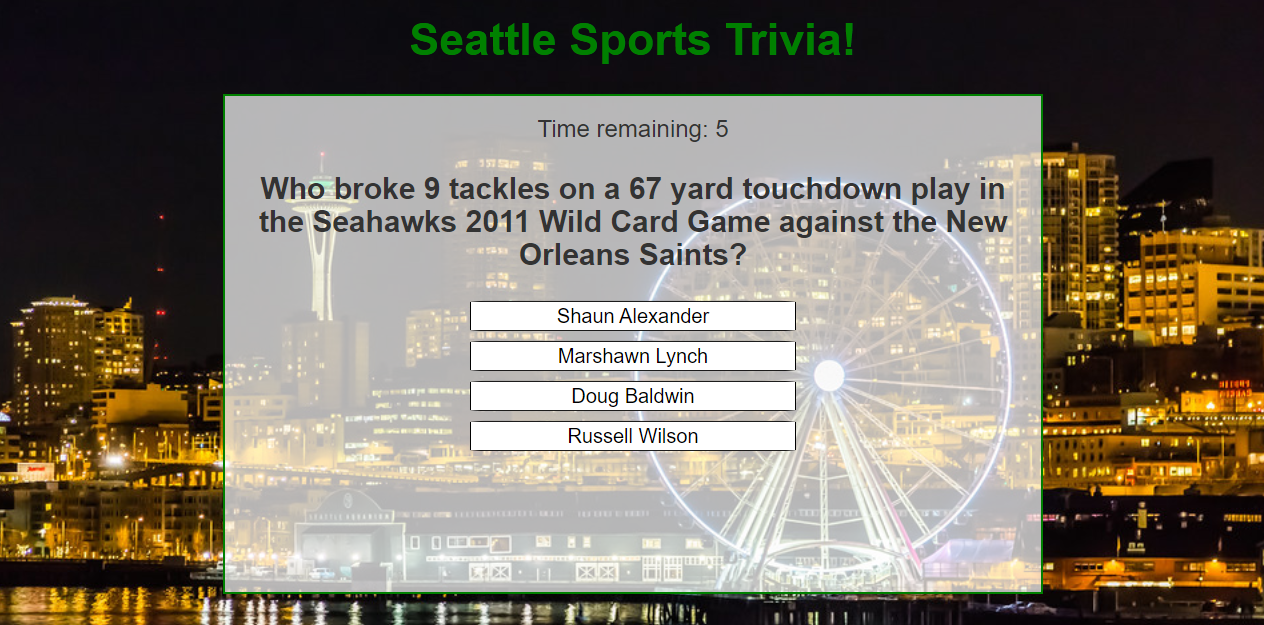 Seattle Sports Trivia!
Time remaining: 5
Who broke 9 tackles on a 67 yard touchdown play in
the Seahawks 2011 Wild Card Game against the New
Orleans Saints?
Shaun Alexander
Marshawn Lynch
Doug Baldwin
Russell Wilson